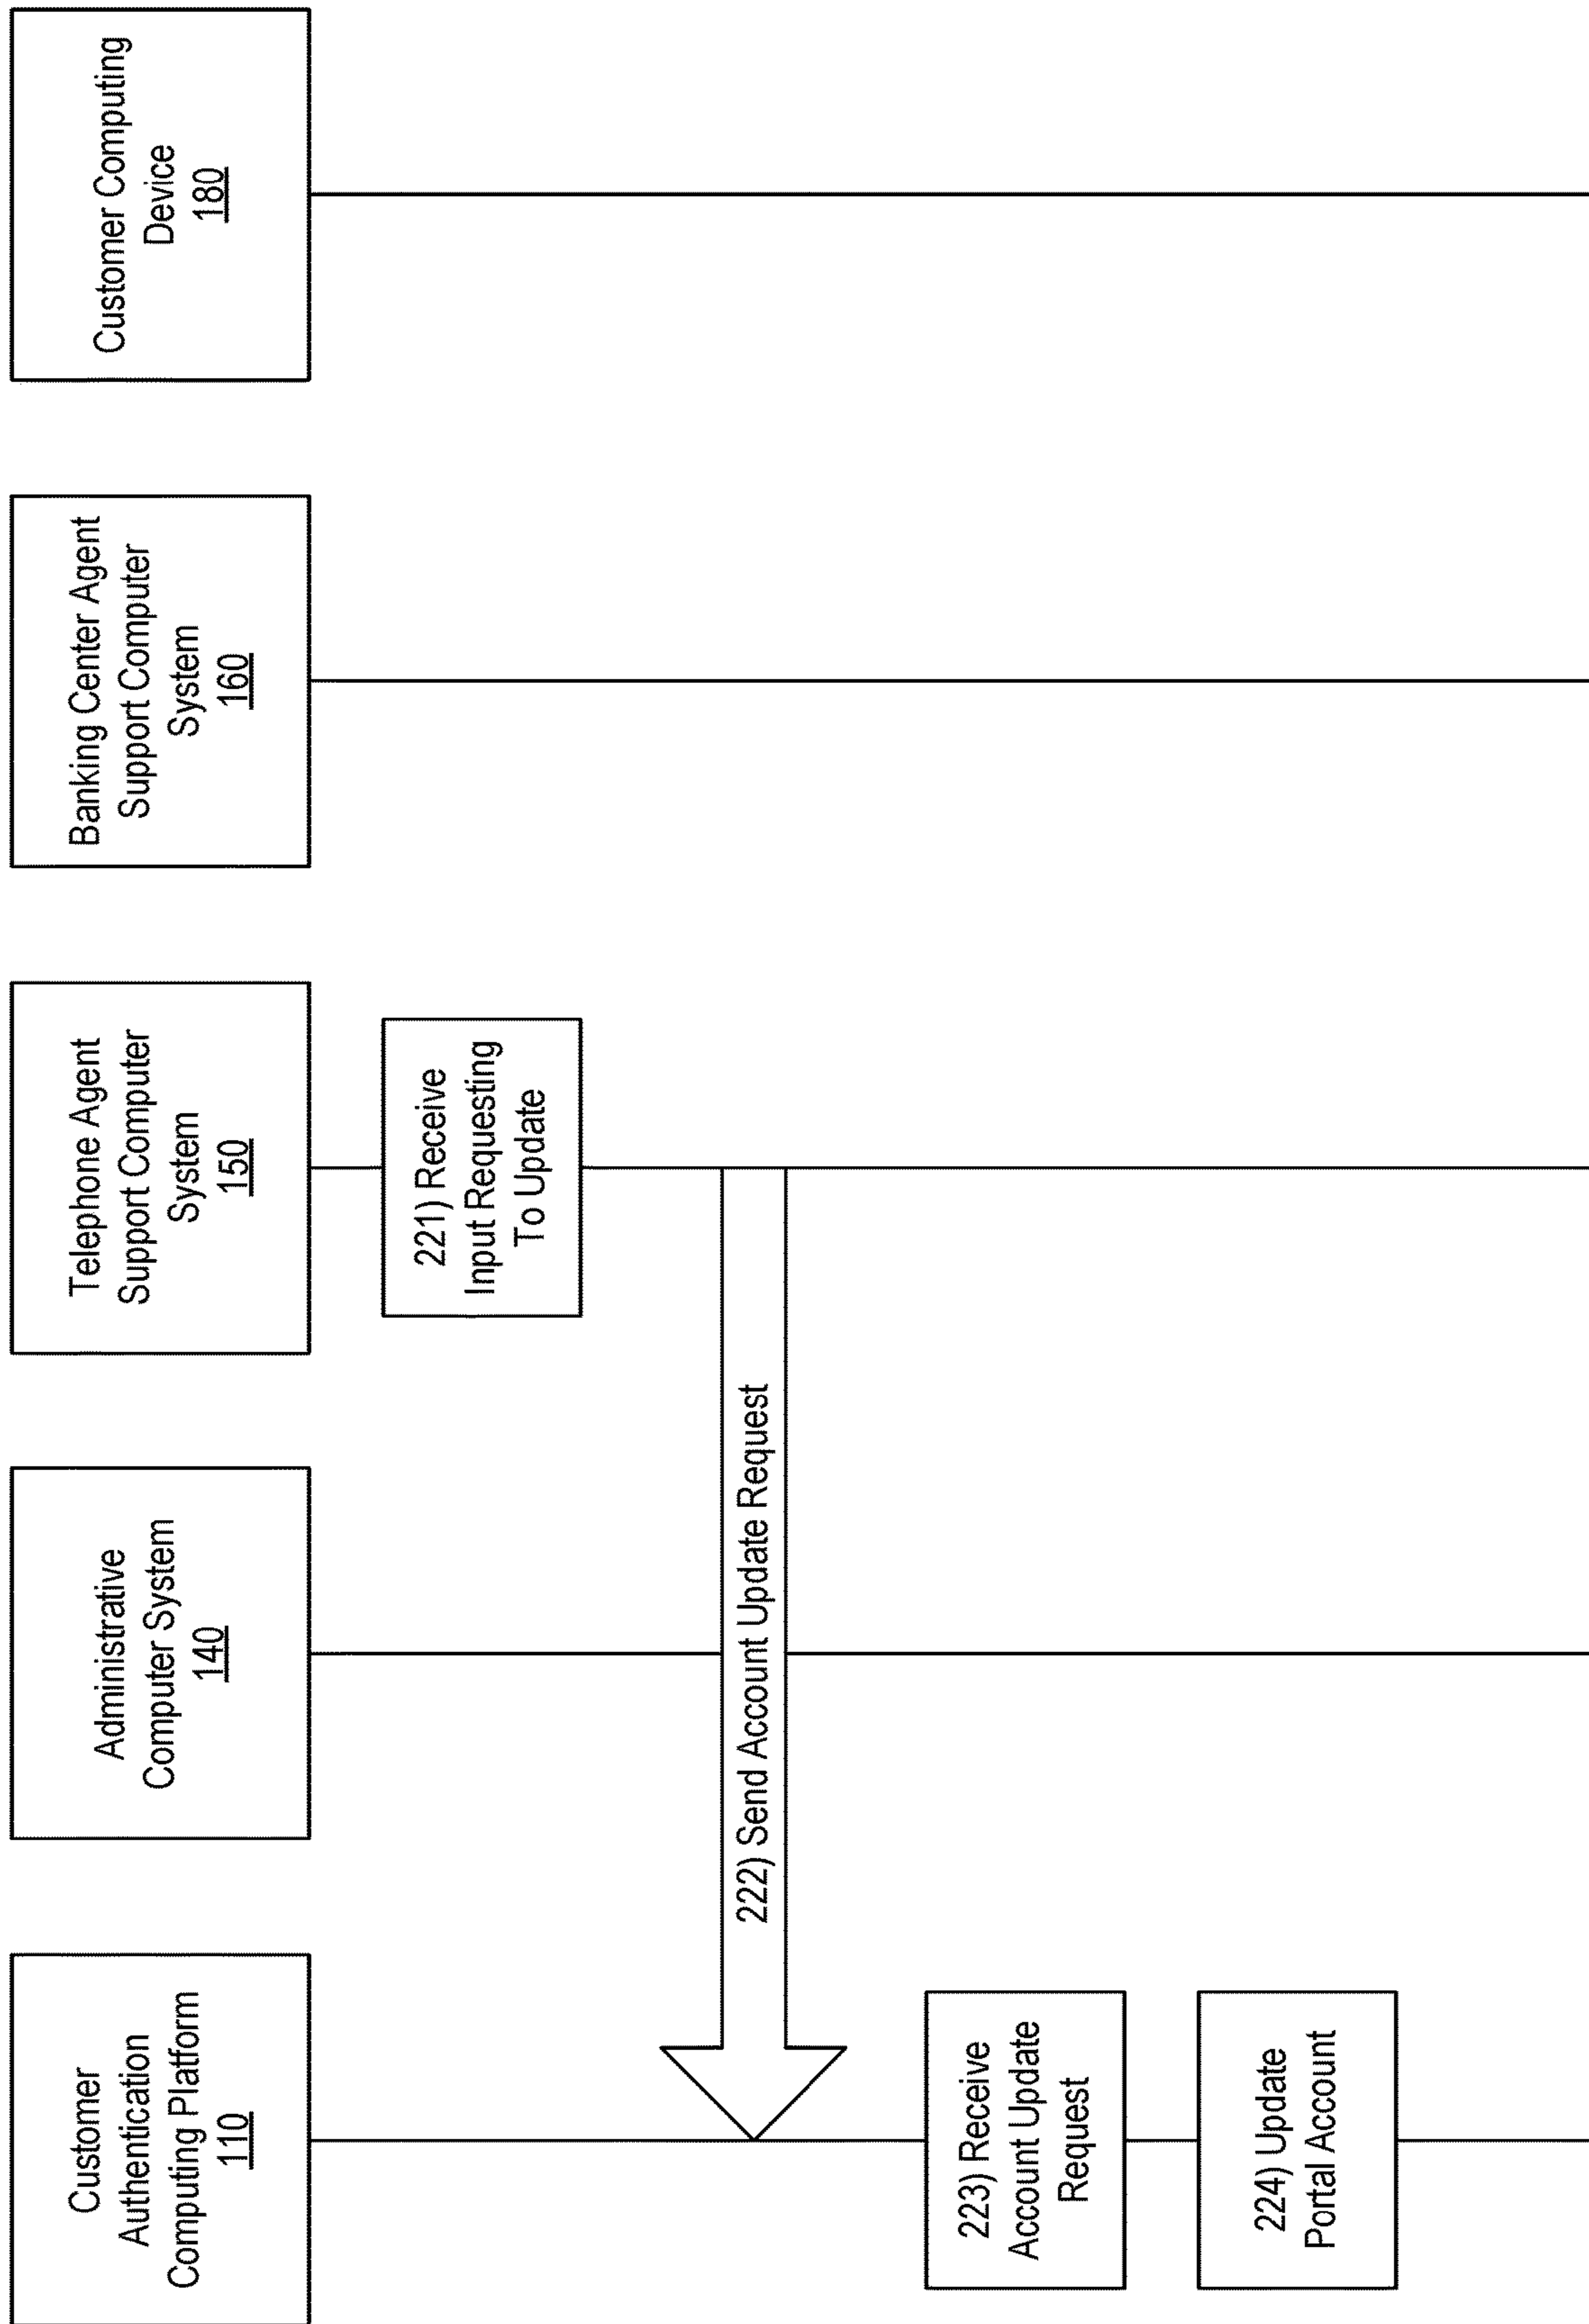 Customer
Authentication
Computing Platform
110
Administrative
Computer System
140
Telephone Agent
Support Computer
System
150
Banking Center Agent
Support Computer
System
160
Customer Computing
Device
180
221) Receive
Input Requesting
To Update
222) Send Account Update Request
223) Receive
Account Update
Request
224) Update
Portal Account